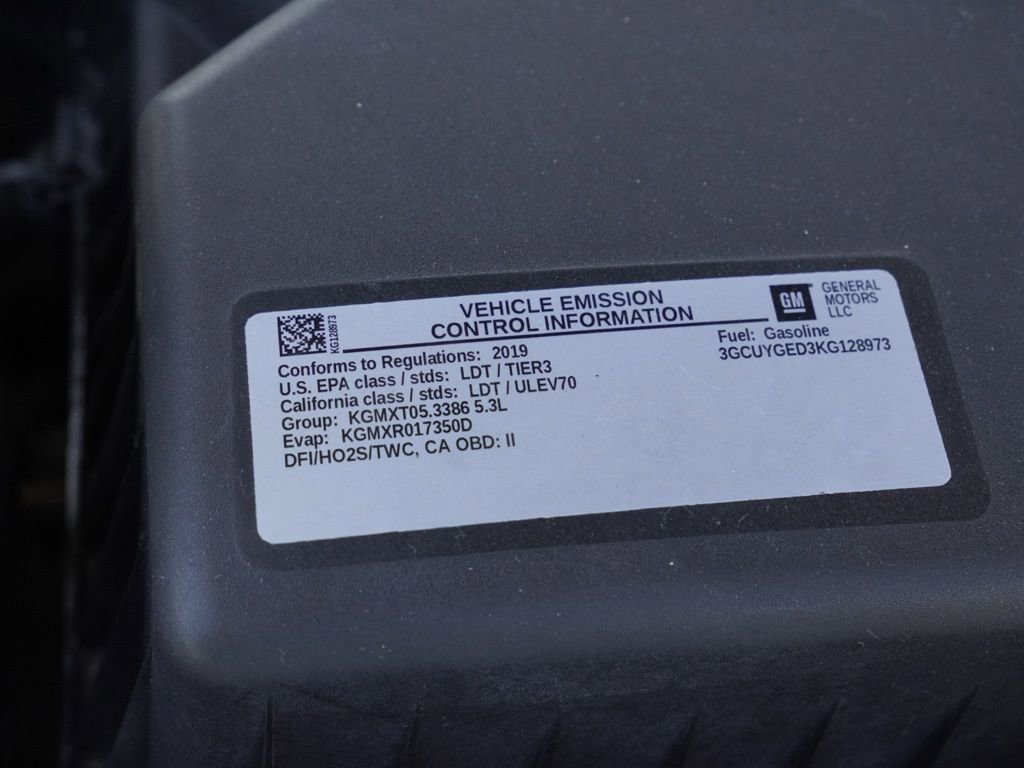 VEHICLE EMISSION
CONTROL INFORMATION
GM
GENERAL
MOTORS
LLC
KG128973
Conforms to Regulations: 2019
U.S. EPA class / stds: LDT / TIER3
California class / stds: LDT / ULEV70
Group: KGMXT05.3386 5.3L
Evap: KGMXR017350D
DFI/HO2S/TWC, CA OBD: II
Fuel: Gasoline
3GCUYGED3KG128973